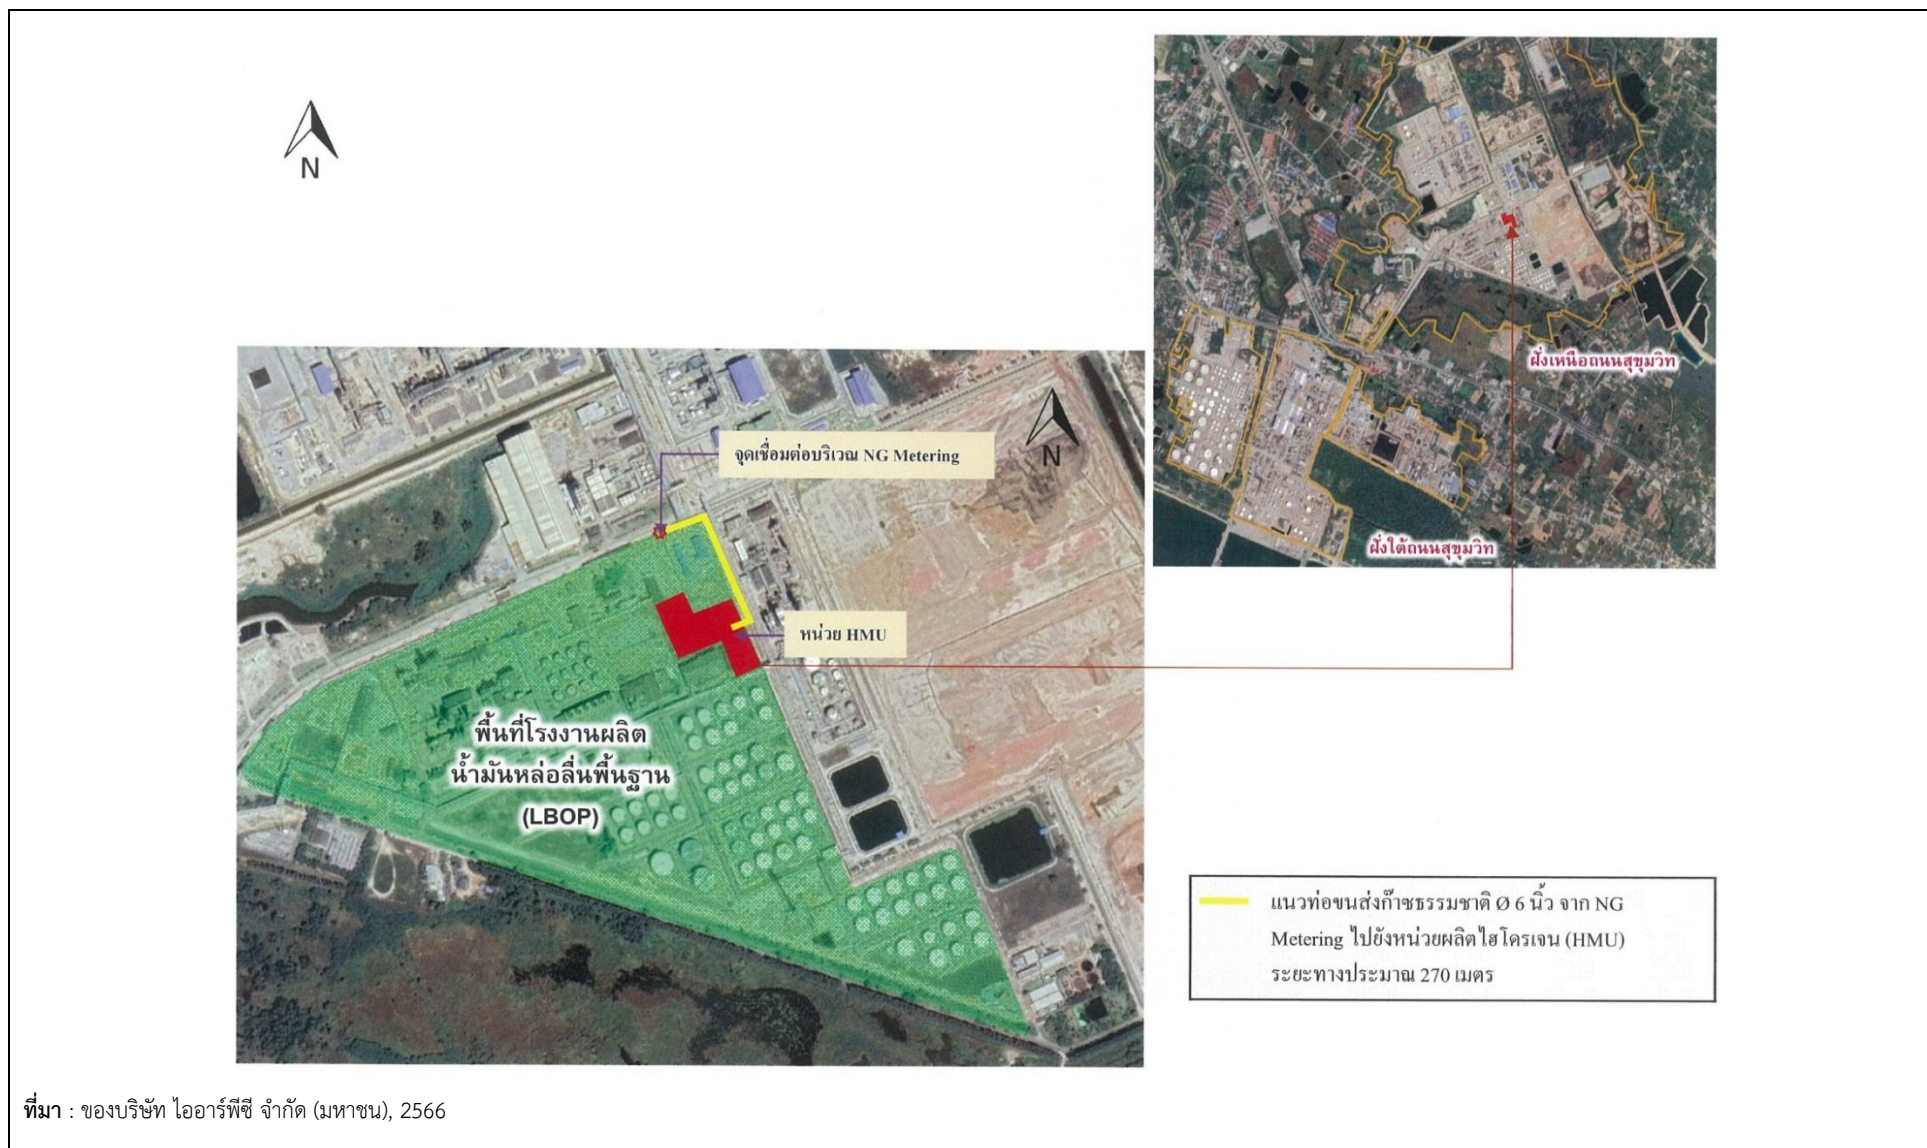 N
ฝั่งเหนือถนนสุขุมวิท
ฝั่งใต้ถนนสุขุมวิท
N
จุดเชื่อมต่อบริเวณ NG Metering
หน่วย HMU
พื้นที่โรงงานผลิต
น้ำมันหล่อลื่นพื้นฐาน
(LBOP)
แนวท่อขนส่งก๊าซธรรมชาติ Ø 6 นิ้ว จาก NG
Metering ไปยังหน่วยผลิตไฮโดรเจน (HMU)
ระยะทางประมาณ 270 เมตร
ที่มา : ของบริษัท ไออาร์พีซี จำกัด (มหาชน), 2566